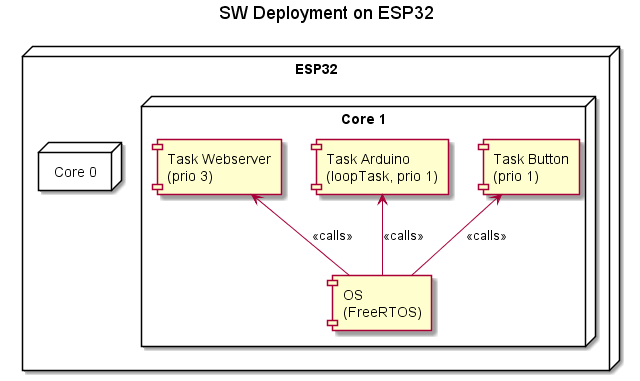 SW Deployment on ESP32
ESP32
Core 1
Core 0
Task Webserver
(prio 3)
Task Arduino
(loopTask, prio 1)
Task Button
(prio 1)
«calls»
«calls»
«calls»
OS
(FreeRTOS)